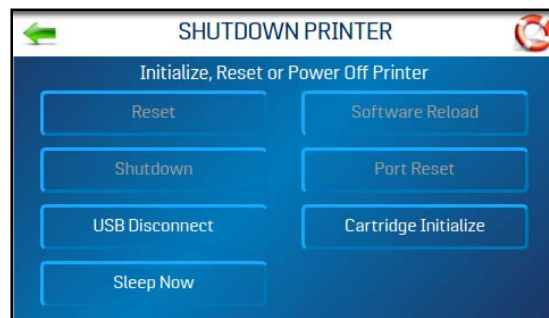 SHUTDOWN PRINTER
Initialize, Reset or Power Off Printer
Reset
Software Reload
Shutdown
Port Reset
USB Disconnect
Cartridge Initialize
Sleep Now